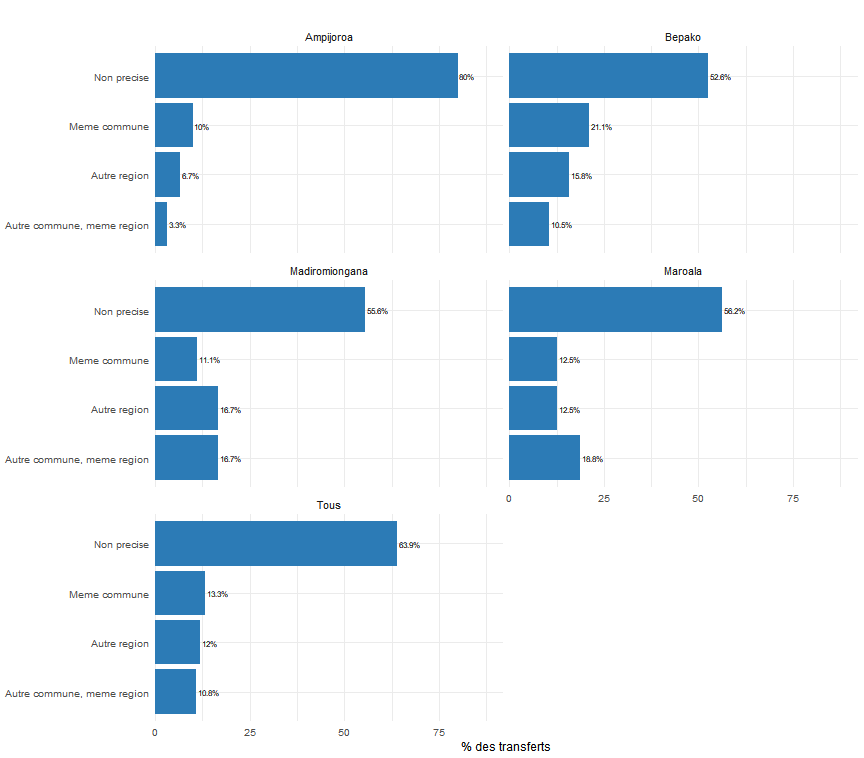 Ampijoroa
Bepako
Non precise
80%
52.6%
Meme commune
10%
21.1%
Autre region
6.7%
15.8%
Autre commune, meme region
3.3%
10.5%
Madiromiongana
Maroala
Non precise
55.6%
56.2%
Meme commune
11.1%
12.5%
Autre region
16.7%
12.5%
Autre commune, meme region
16.7%
18.8%
0
25
50
75
Tous
Non precise
63.9%
Meme commune
13.3%
Autre region
12%
Autre commune, meme region
10.8%
0
25
50
75
% des transferts